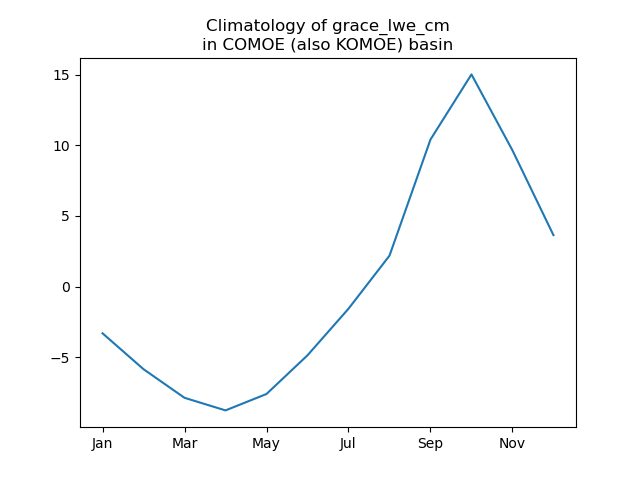 Climatology of grace_lwe_cm
in COMOE (also KOMOE) basin
15
10
5
0
−5
Jan Mar May Jul Sep Nov